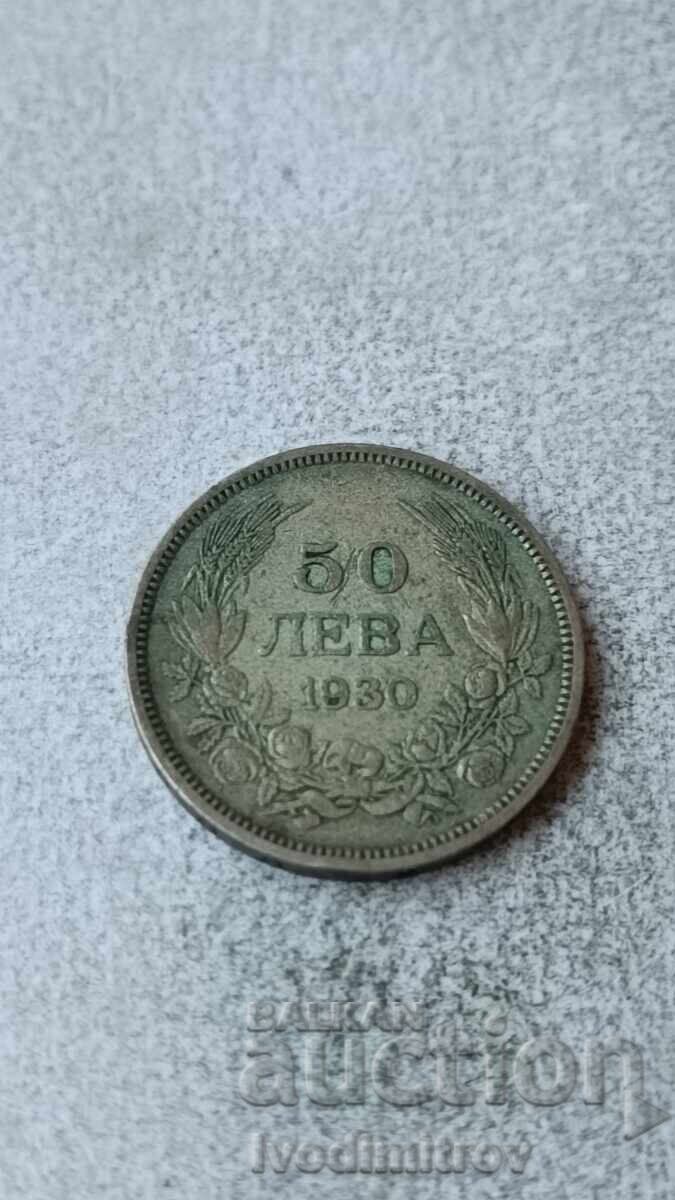 50
ЛЕВА
1930
BALKAN
auction
Ivodimitrov